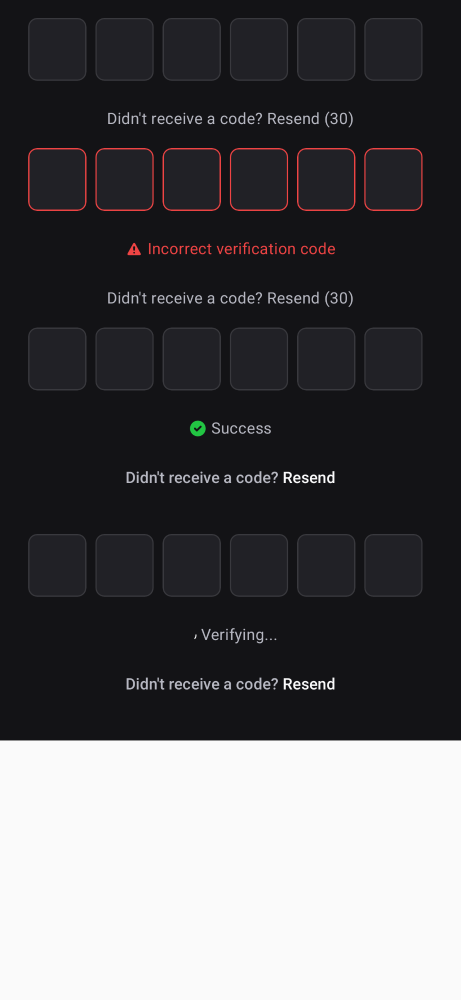 Didn't receive a code? Resend (30)
Incorrect verification code
Didn't receive a code? Resend (30)
Success
Didn't receive a code? Resend
Verifying...
Didn't receive a code? Resend